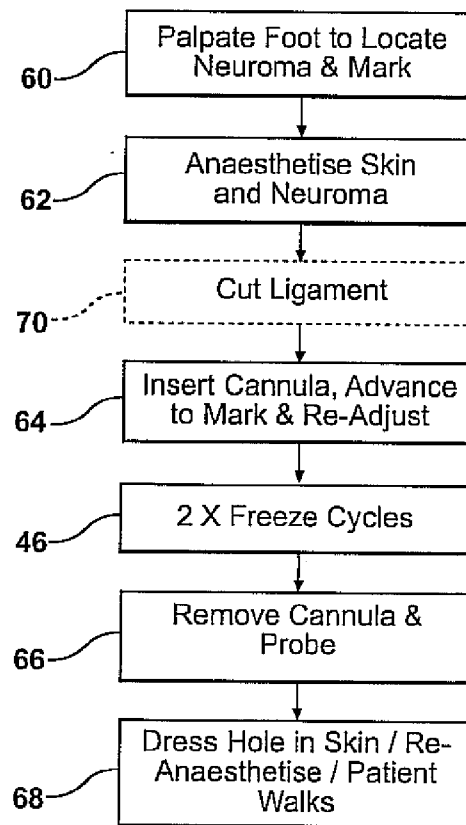 Palpate Foot to Locate
Neuroma & Mark
60
Anaesthetise Skin
and Neuroma
62
Cut Ligament
70
Insert Cannula, Advance
to Mark & Re-Adjust
64
2 X Freeze Cycles
46
Remove Cannula &
Probe
66
Dress Hole in Skin / Re-
Anaesthetise / Patient
Walks
68